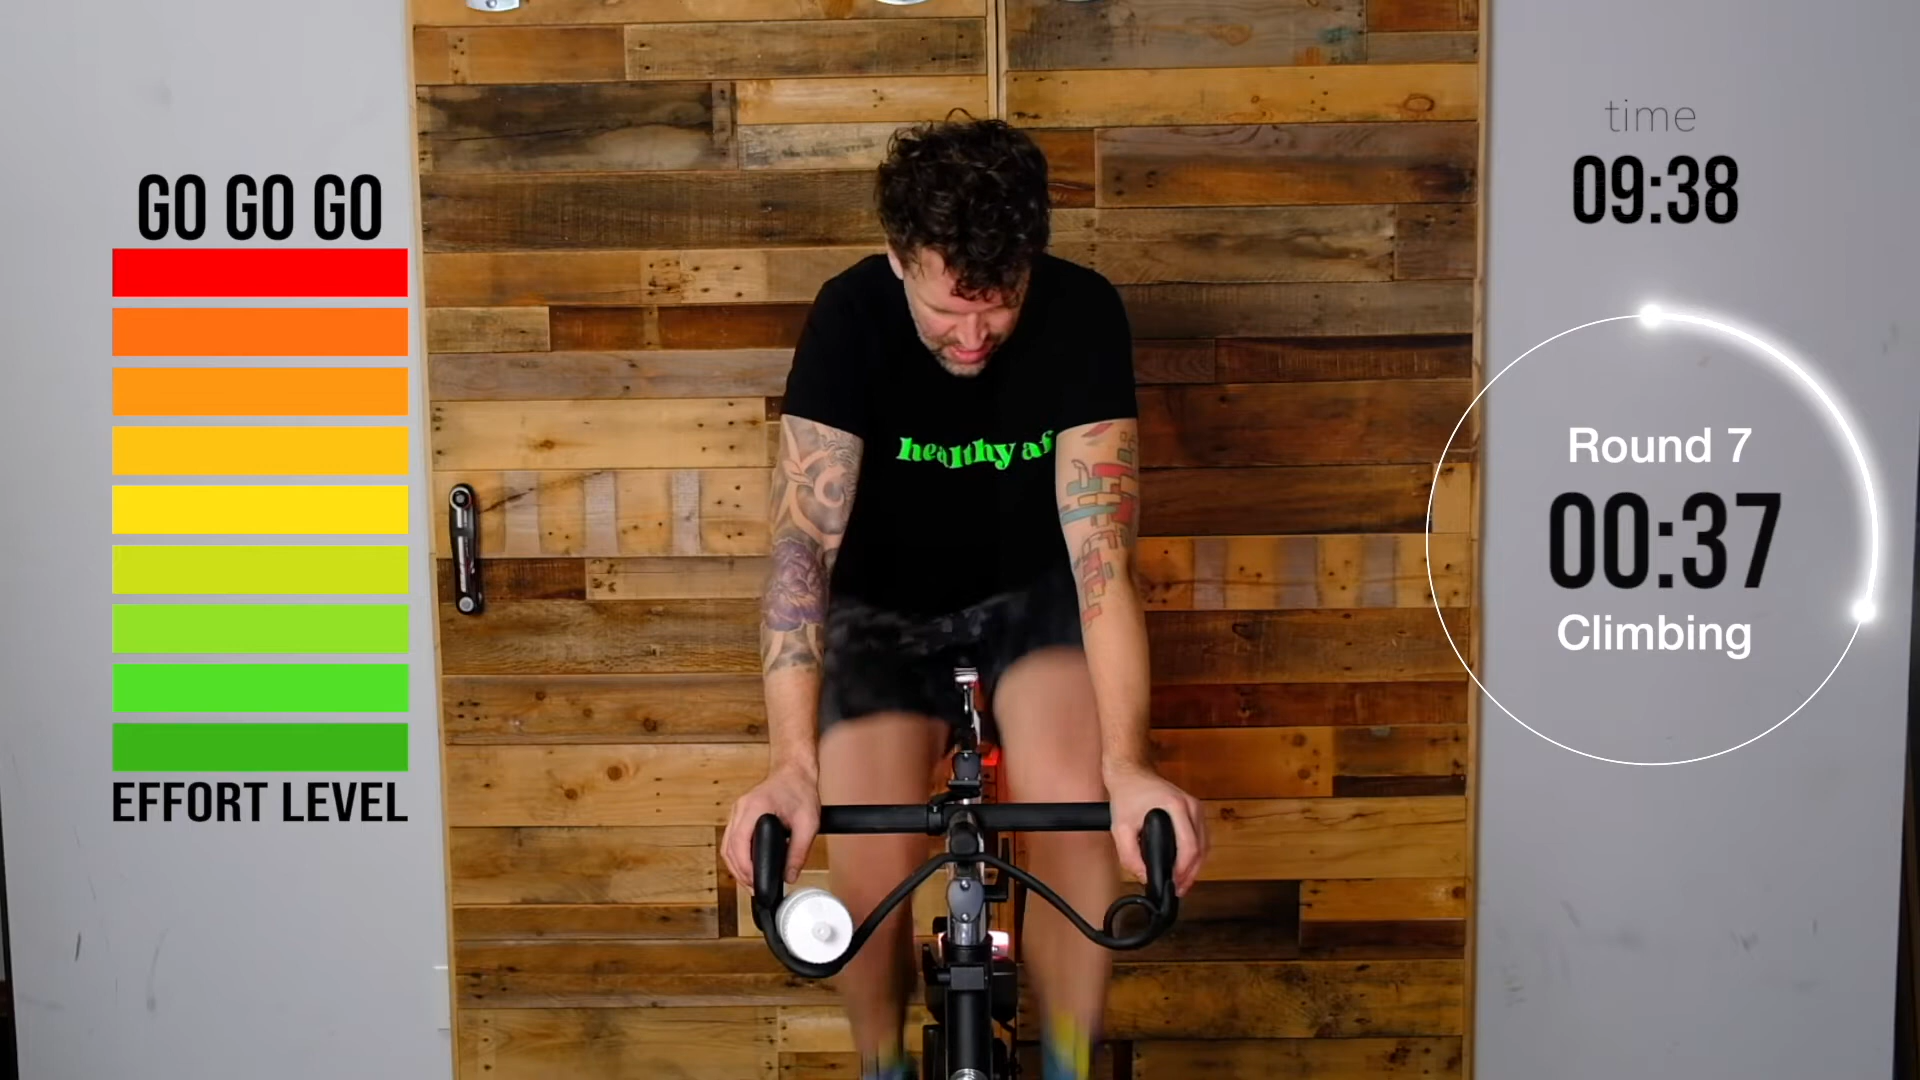 GO GO GO
EFFORT LEVEL
healthy af
time
09:38
Round 7
00:37
Climbing